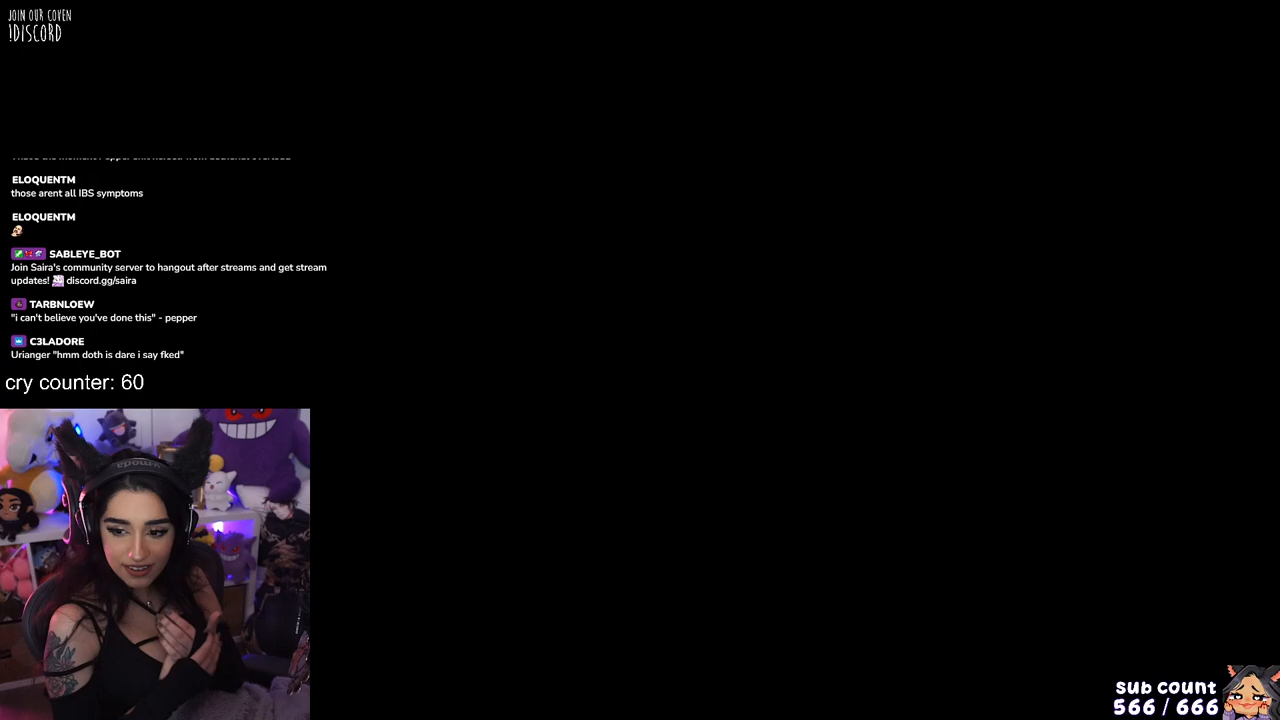 JOIN OUR COVEN
!DISCORD
ELOQUENTM
those arent all IBS symptoms
ELOQUENTM
SABLEYE_BOT
Join Saira's community server to hangout after streams and get stream
updates! discord.gg/saira
TARBNLOEW
"i can't believe you've done this" - pepper
C3LADORE
Urianger "hmm doth is dare i say fked"
cry counter: 60
sub count
566 / 666